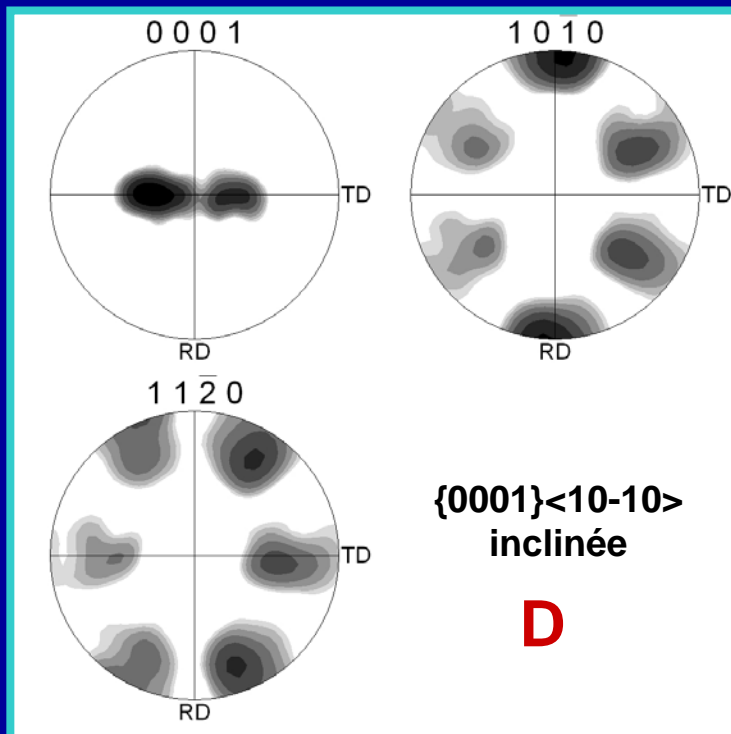 0 0 0 1
TD
RD
1 0 1̅ 0
TD
RD
1 1 2̅ 0
TD
RD
{0001}<10-10>
inclinée
D